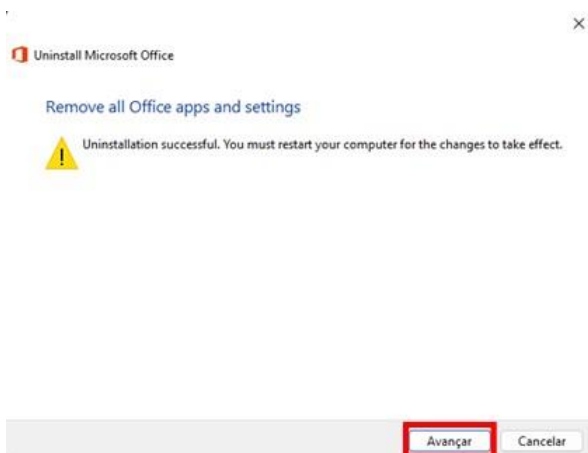 Uninstall Microsoft Office
Remove all Office apps and settings
Uninstallation successful. You must restart your computer for the changes to take effect.
Avançar
Cancelar